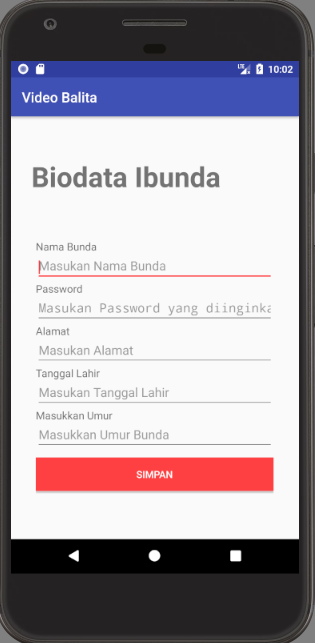 LTE 10:02
Video Balita
Biodata Ibunda
Nama Bunda
Masukan Nama Bunda
Password
Masukan Password yang diinginka
Alamat
Masukan Alamat
Tanggal Lahir
Masukan Tanggal Lahir
Masukkan Umur
Masukkan Umur Bunda
SIMPAN